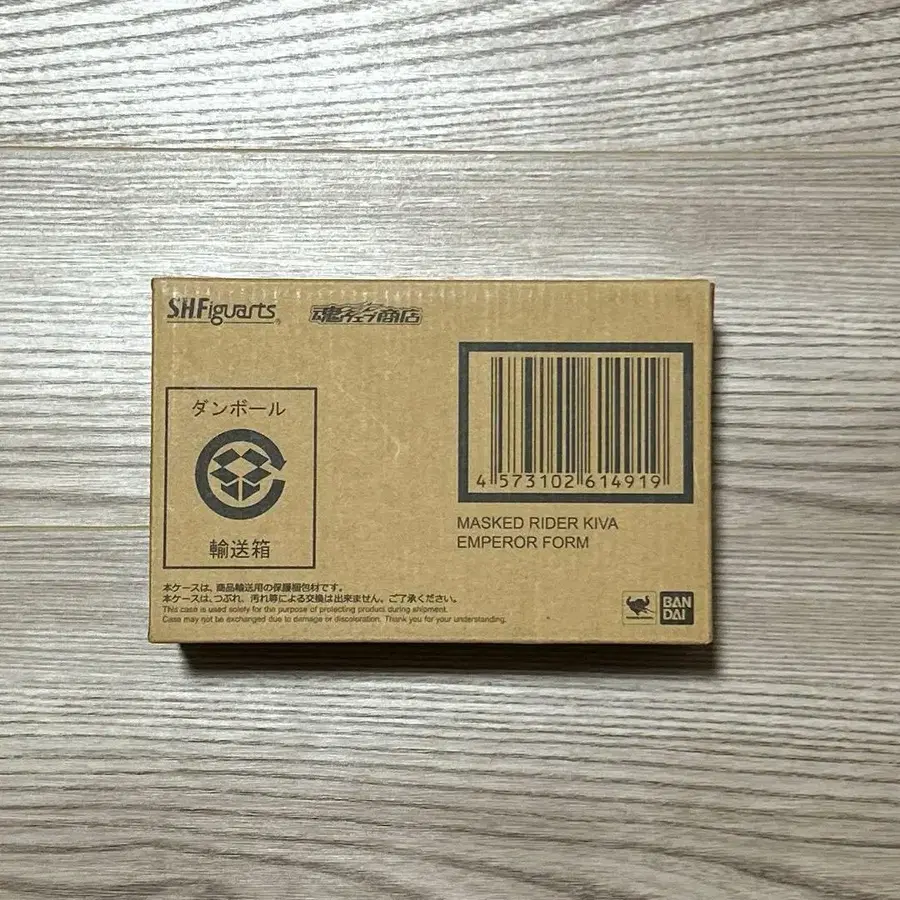 S.H.Figuarts
魂ウェブ商店
ダンボール
輸送箱
4 573102 614919
MASKED RIDER KIVA
EMPEROR FORM
本ケースは、商品輸送用の保護梱包材です。
本ケースは、つぶれ、汚れ等による交換は出来ません。ご了承ください。
This case is used solely for the purpose of protecting product during shipment.
Case may not be exchanged due to damage or discoloration. Thank you for your understanding.
BAN
DAI